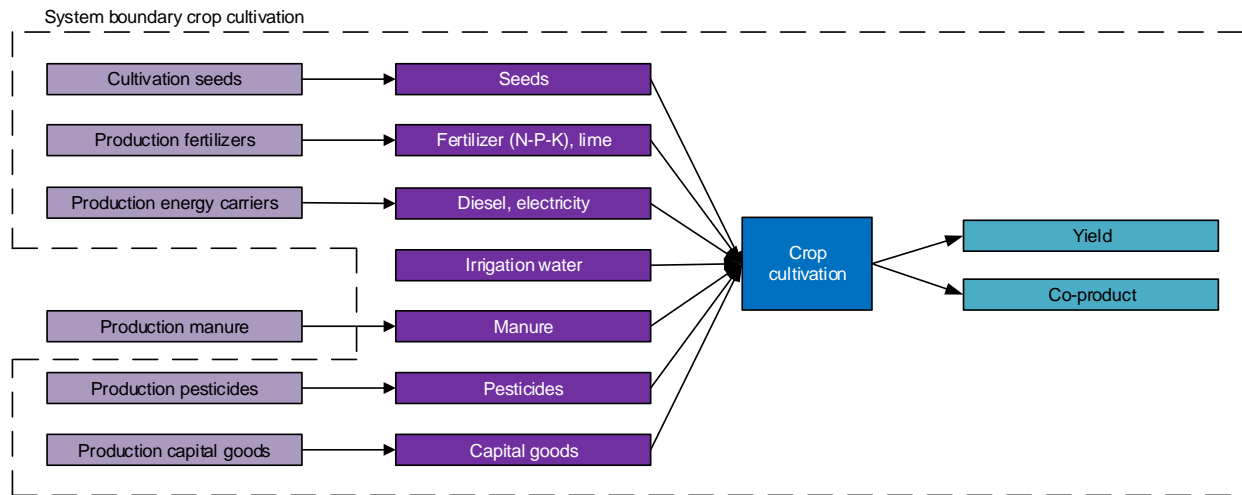 System boundary crop cultivation
Cultivation seeds
Seeds
Production fertilizers
Fertilizer (N-P-K), lime
Production energy carriers
Diesel, electricity
Yield
Irrigation water
Crop
cultivation
Co-product
Production manure
Manure
Production pesticides
Pesticides
Production capital goods
Capital goods